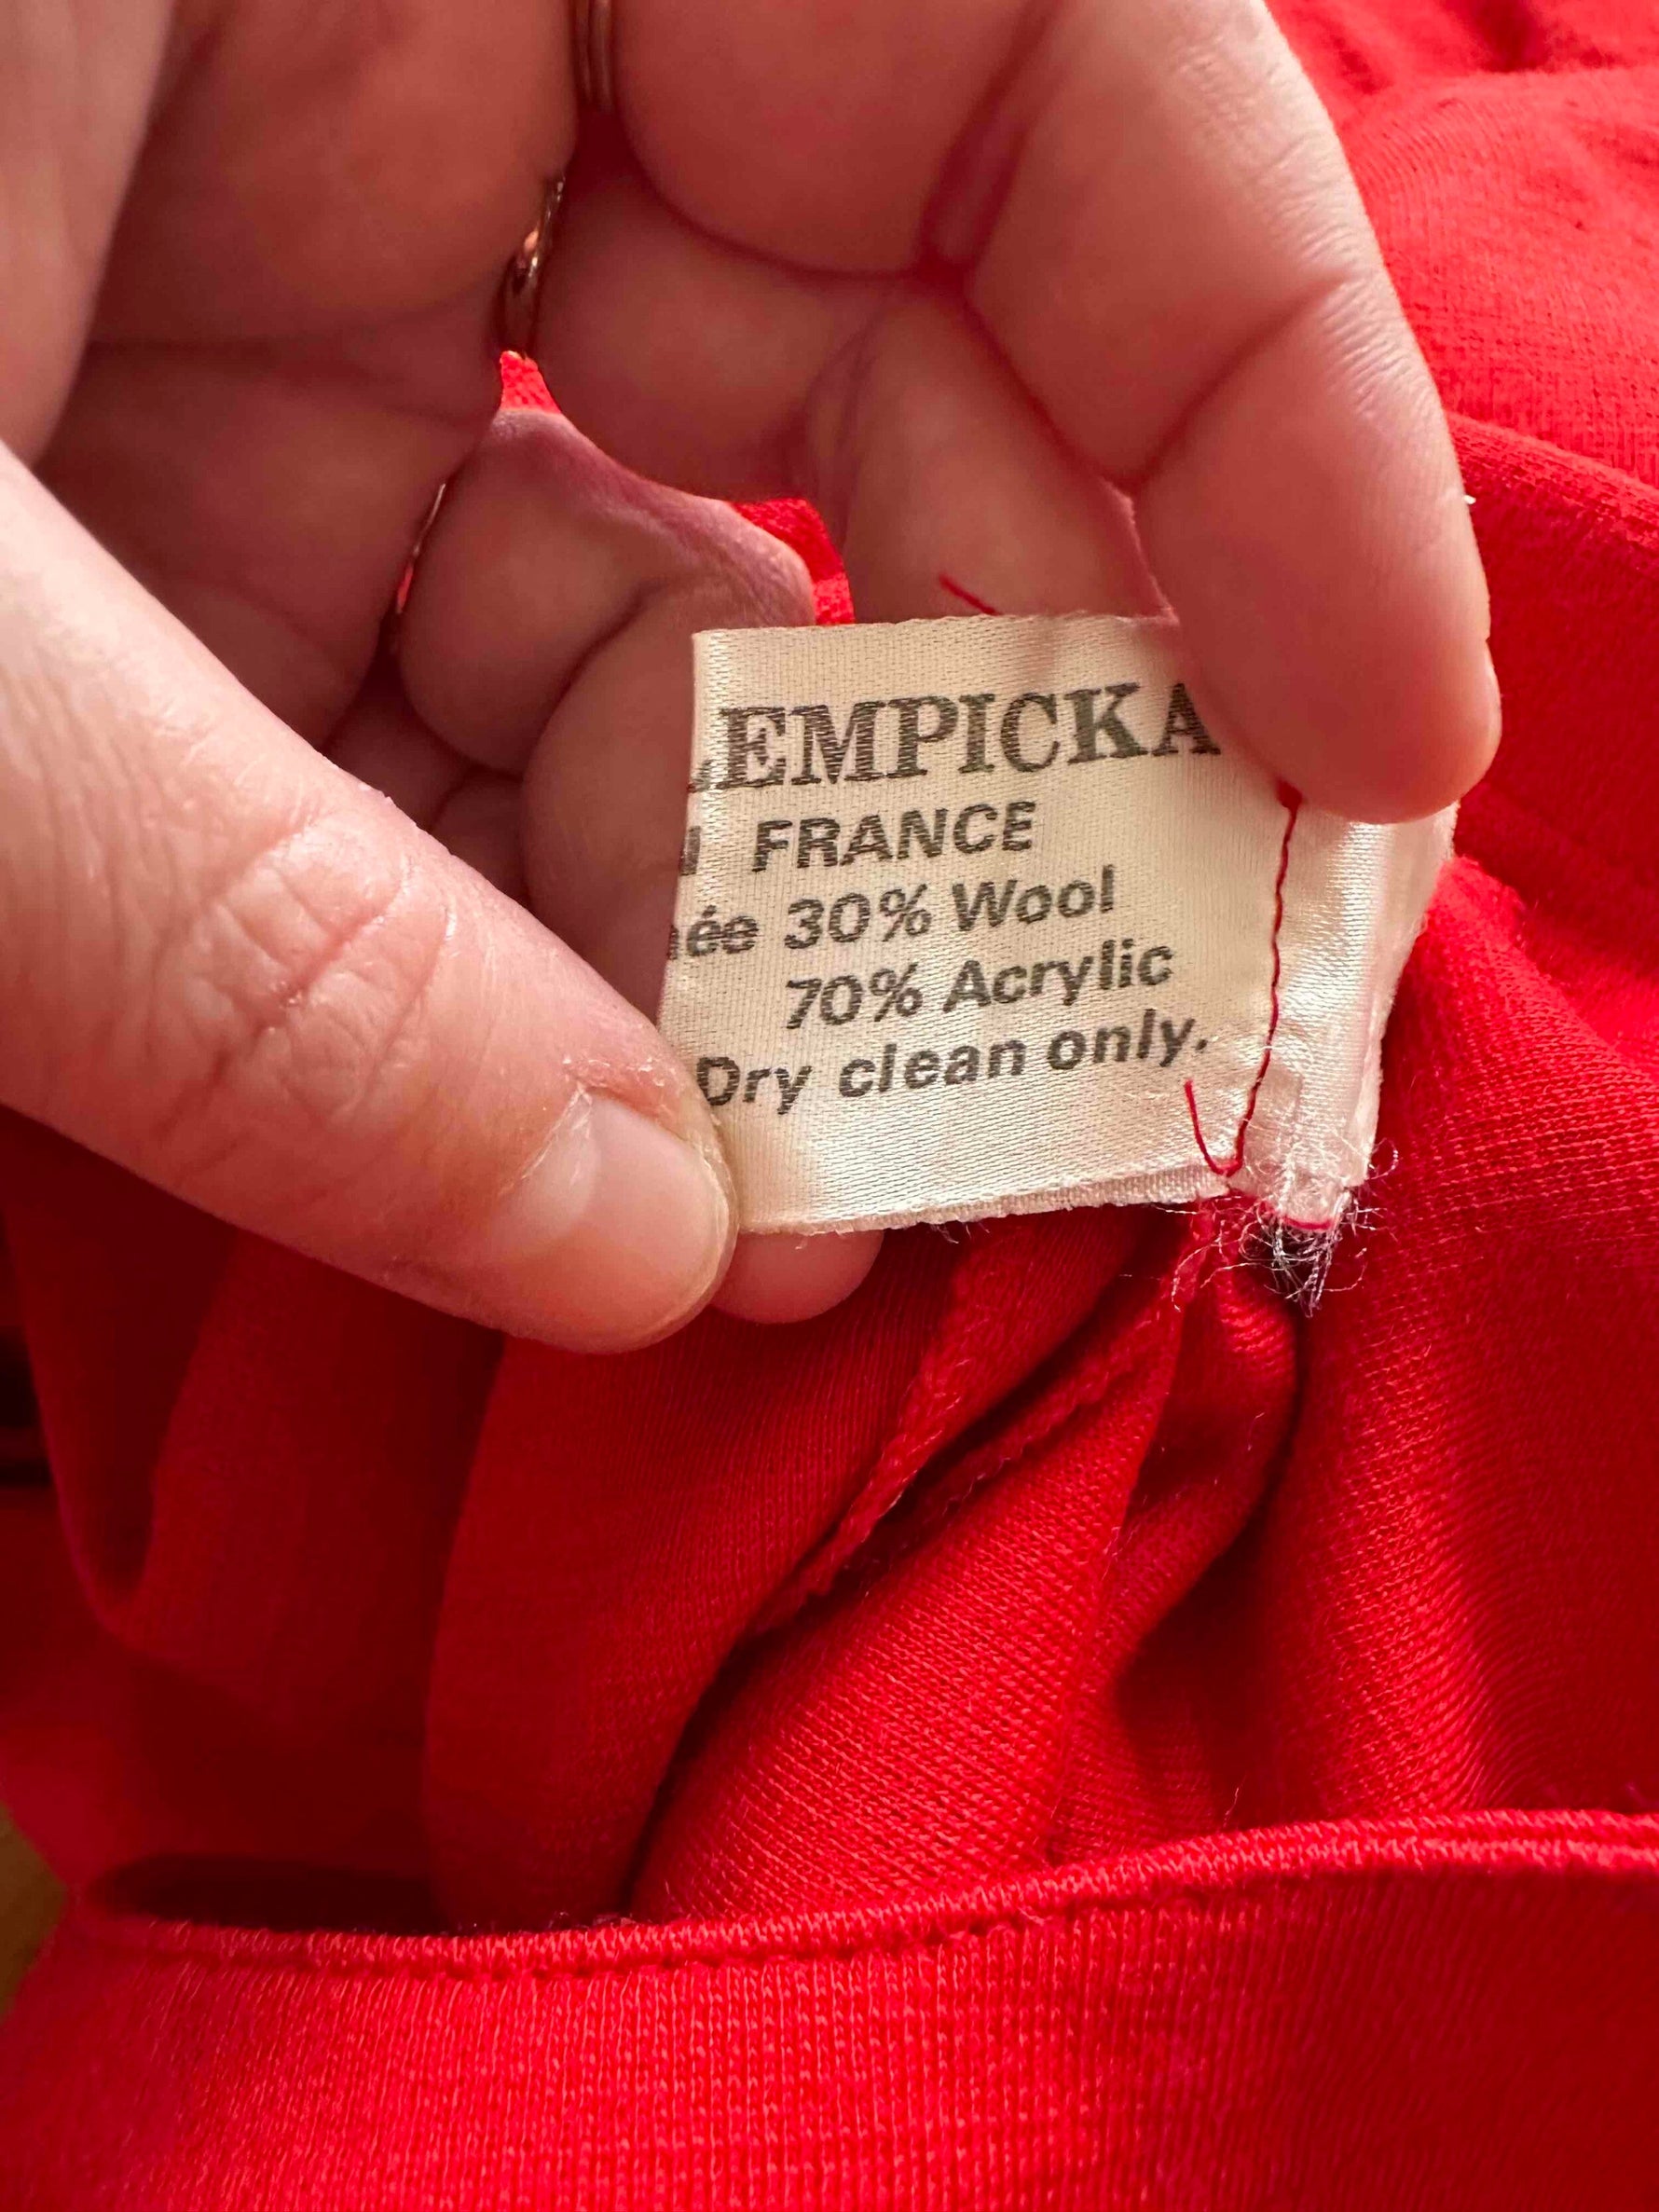 LEMPICKA
FRANCE
ée 30% Wool
70% Acrylic
Dry clean only.